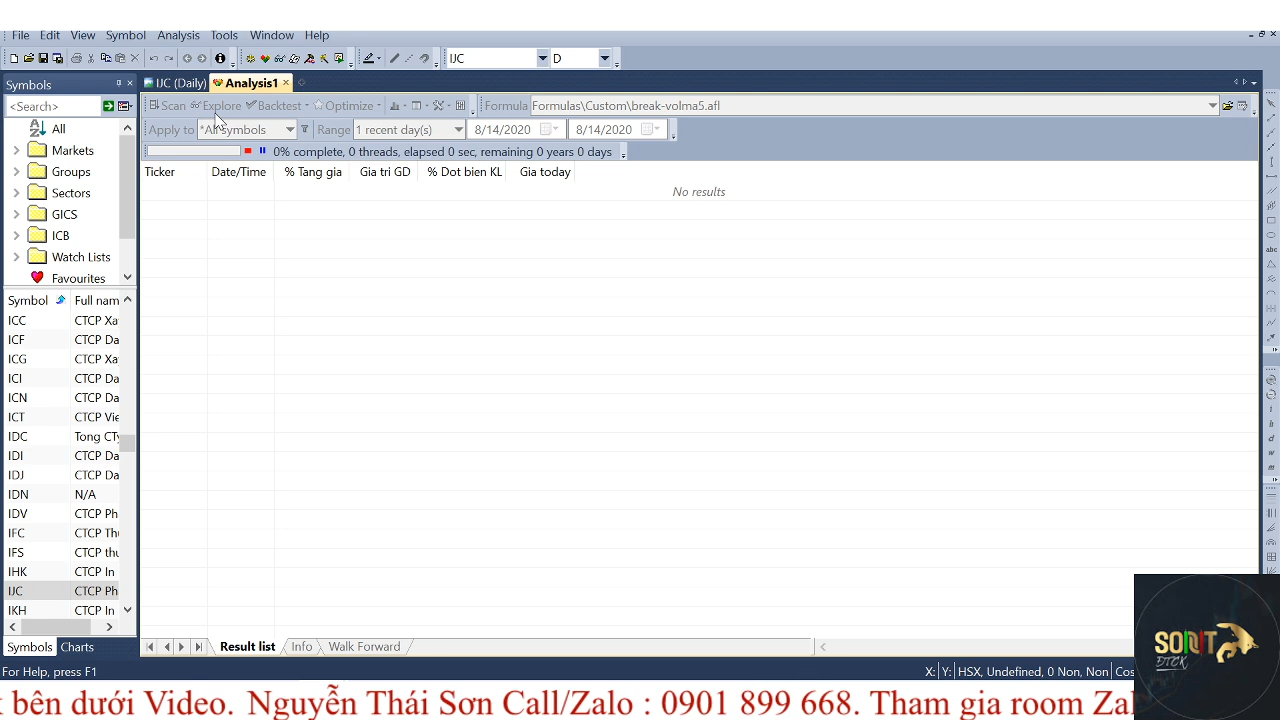 File Edit View Symbol Analysis Tools Window Help
IJC D
Symbols
IJC (Daily) Analysis1
<Search> Scan Explore Backtest Optimize Formula Formulas\Custom\break-volma5.afl
Apply to *All symbols Range 1 recent day(s) 8/14/2020 8/14/2020
0% complete, 0 threads, elapsed 0 sec, remaining 0 years 0 days
Ticker Date/Time % Tang gia Gia tri GD % Dot bien KL Gia today
No results
All
Markets
Groups
Sectors
GICS
ICB
Watch Lists
Favourites
Symbol Full nam
ICC CTCP Xa
ICF CTCP Da
ICG CTCP Xa
ICI CTCP Da
ICN CTCP Da
ICT CTCP Vie
IDC Tong CTy
IDI CTCP Da
IDJ CTCP Da
IDN N/A
IDV CTCP Ph
IFC CTCP Th
IFS CTCP thu
IHK CTCP In
IJC CTCP Ph
IKH CTCP In
Symbols Charts
Result list Info Walk Forward
For Help, press F1
X: Y: HSX, Undefined, 0 Non, Non Cos
DTCK
bên dưới Video. Nguyễn Thái Sơn Call/Zalo : 0901 899 668. Tham gia room Zal